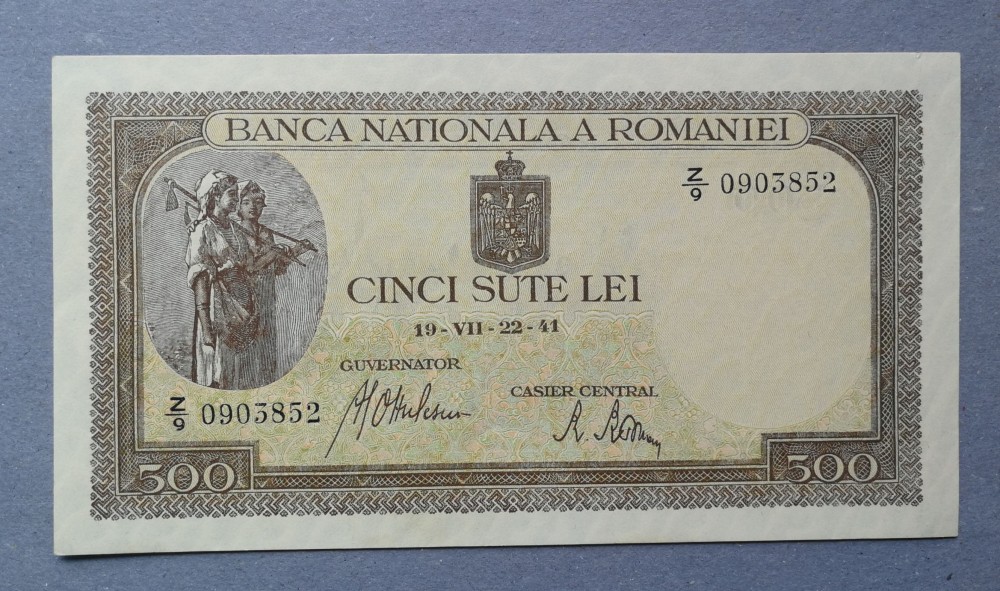 BANCA NATIONALA A ROMANIEI
Z/9 0903852
CINCI SUTE LEI
19-VII-22-41
GUVERNATOR
CASIER CENTRAL
Z/9 0903852
500
500